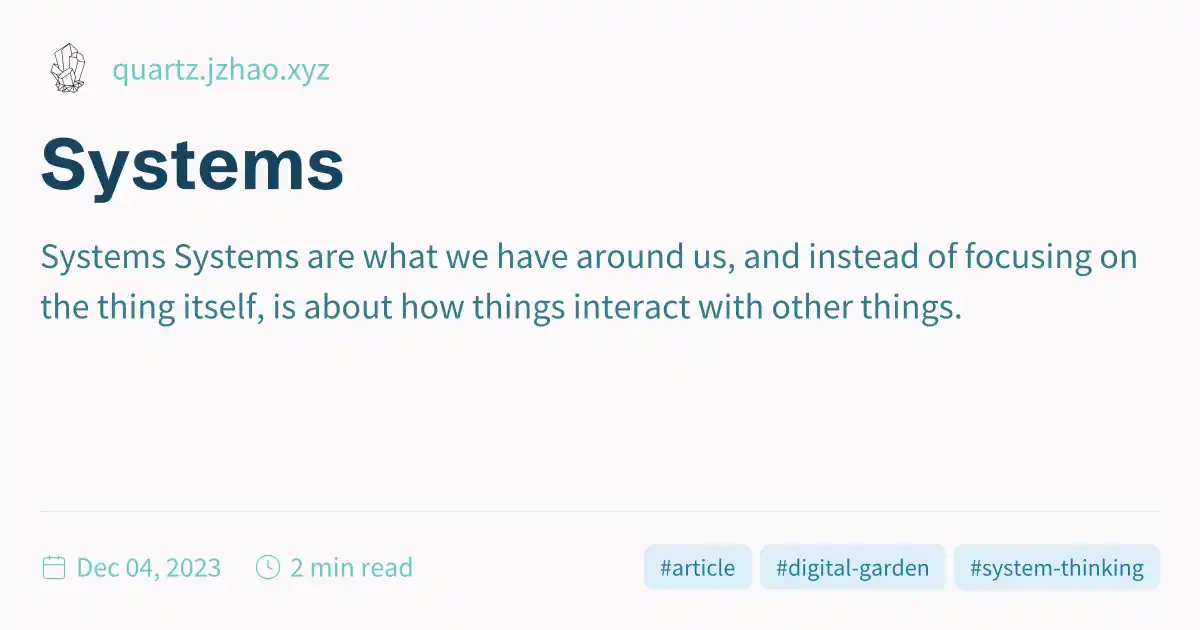 quartz.jzhao.xyz
Systems
Systems Systems are what we have around us, and instead of focusing on
the thing itself, is about how things interact with other things.
Dec 04, 2023
2 min read
#article
#digital-garden
#system-thinking